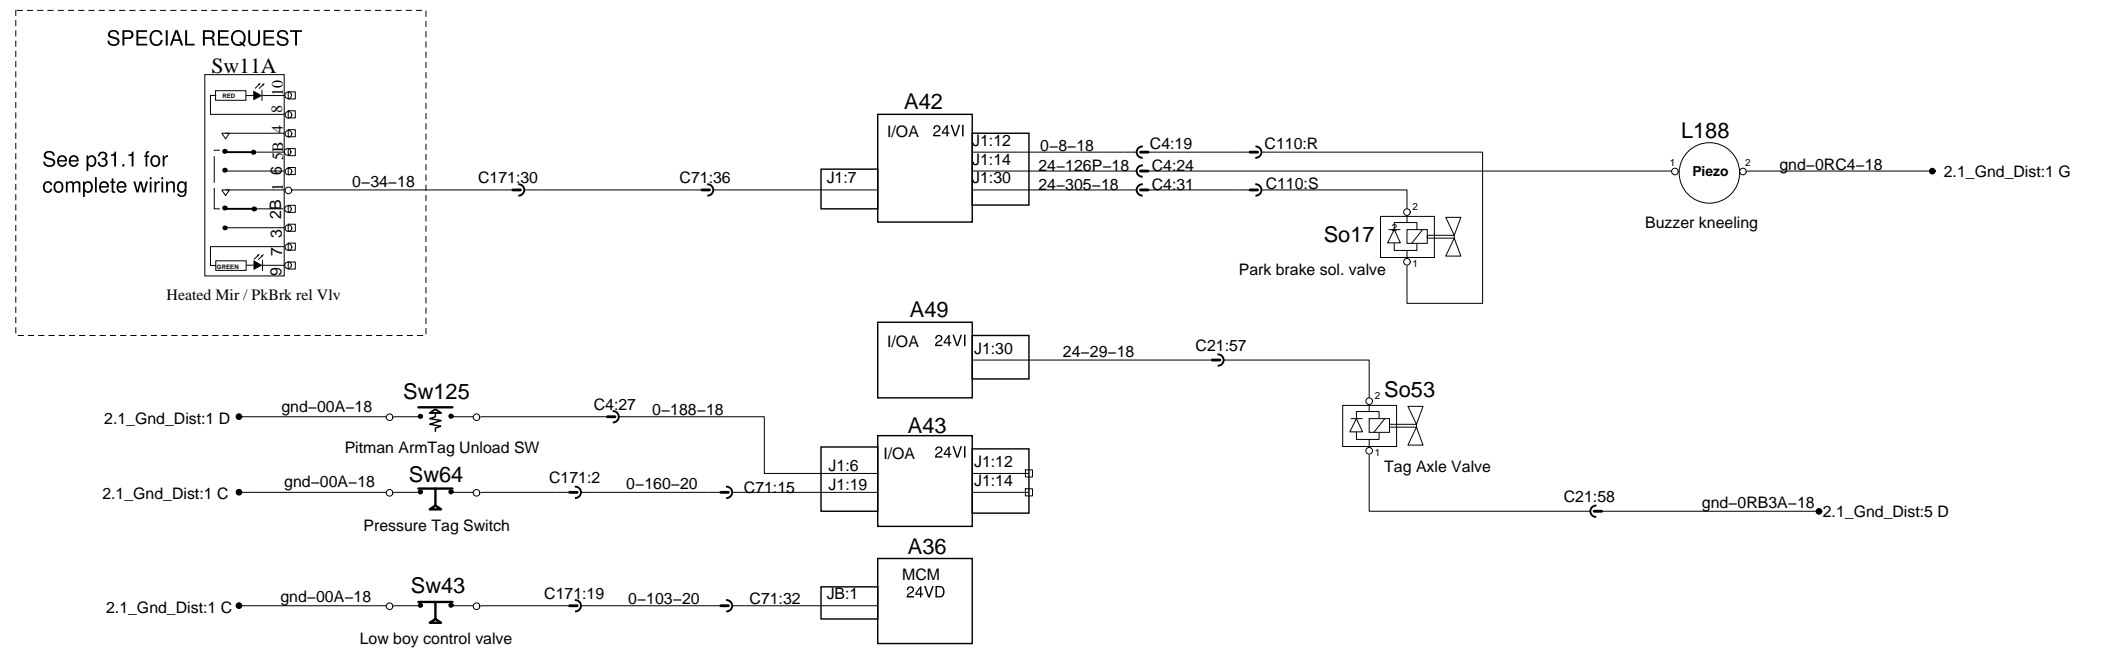 SPECIAL REQUEST
Sw11A
See p31.1 for
complete wiring
RED
10
8
4
5B
6
1
2B
3
7
9
GREEN
Heated Mir / PkBrk rel Vlv
0-34-18
C171:30
C71:36
J1:7
A42
I/OA 24VI
J1:12
J1:14
J1:30
0-8-18
C4:19
C110:R
24-126P-18
C4:24
24-305-18
C4:31
C110:S
2
So17
1
Park brake sol. valve
L188
1
Piezo
2
gnd-0RC4-18
2.1_Gnd_Dist:1 G
Buzzer kneeling
A49
I/OA 24VI
J1:30
24-29-18
C21:57
2
So53
1
Tag Axle Valve
C21:58
gnd-0RB3A-18
2.1_Gnd_Dist:5 D
2.1_Gnd_Dist:1 D
gnd-00A-18
Sw125
C4:27
0-188-18
Pitman ArmTag Unload SW
A43
I/OA 24VI
J1:6
J1:19
J1:12
J1:14
2.1_Gnd_Dist:1 C
gnd-00A-18
Sw64
C171:2
0-160-20
C71:15
Pressure Tag Switch
A36
MCM
24VD
JB:1
2.1_Gnd_Dist:1 C
gnd-00A-18
Sw43
C171:19
0-103-20
C71:32
Low boy control valve